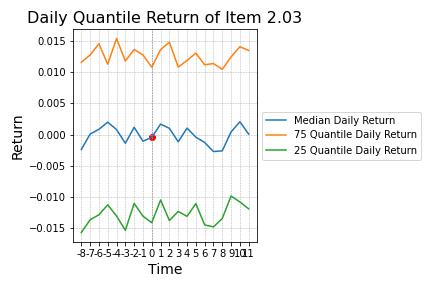 Daily Quantile Return of Item 2.03
0.015
0.010
0.005
0.000
−0.005
−0.010
−0.015
Return
Median Daily Return
75 Quantile Daily Return
25 Quantile Daily Return
-8 -7 -6 -5 -4 -3 -2 -1 0 1 2 3 4 5 6 7 8 9 10 11
Time